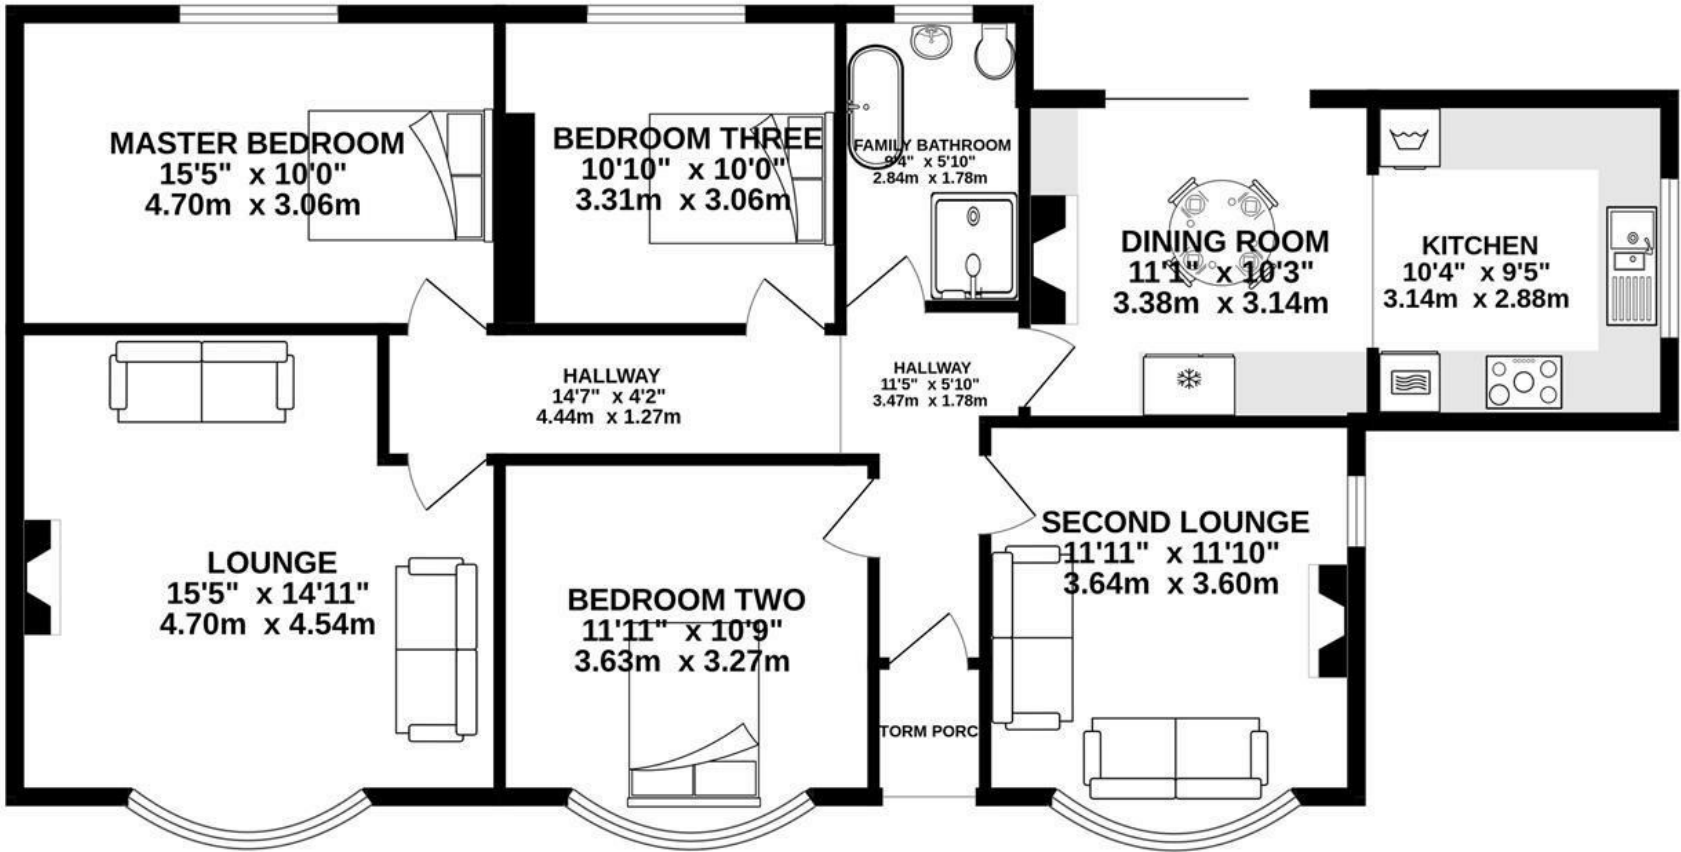 MASTER BEDROOM
15'5" x 10'0"
4.70m x 3.06m
BEDROOM THREE
10'10" x 10'0"
3.31m x 3.06m
FAMILY BATHROOM
9'4" x 5'10"
2.84m x 1.78m
DINING ROOM
11'1" x 10'3"
3.38m x 3.14m
KITCHEN
10'4" x 9'5"
3.14m x 2.88m
HALLWAY
14'7" x 4'2"
4.44m x 1.27m
HALLWAY
11'5" x 5'10"
3.47m x 1.78m
LOUNGE
15'5" x 14'11"
4.70m x 4.54m
BEDROOM TWO
11'11" x 10'9"
3.63m x 3.27m
SECOND LOUNGE
11'11" x 11'10"
3.64m x 3.60m
TORM PORC